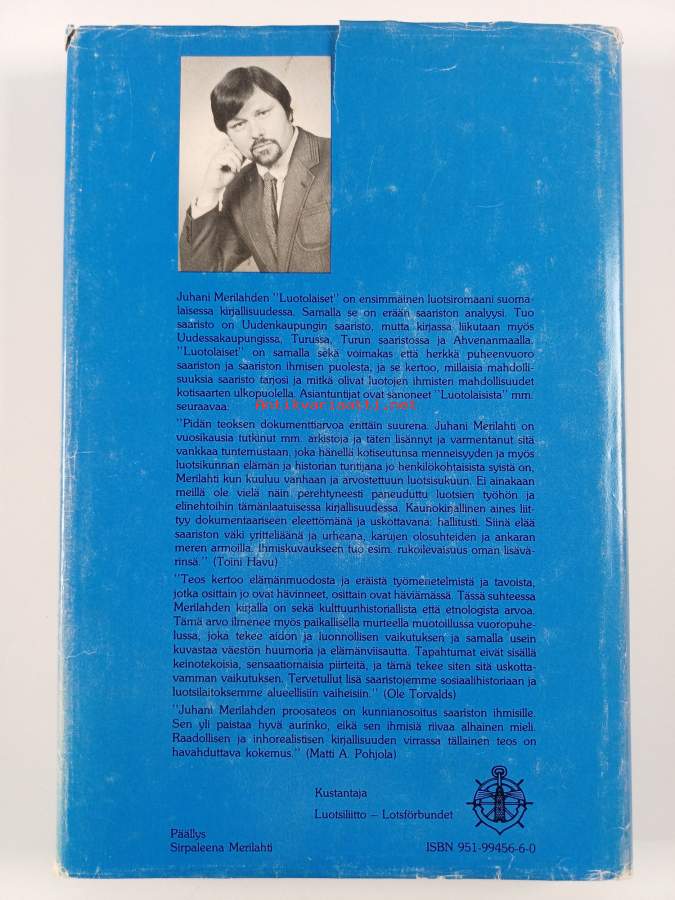 Juhani Merilahden "Luotolaiset" on ensimmäinen luotsiromaani suoma-
laisessa kirjallisuudessa. Samalla se on erään saariston analyysi. Tuo
saaristo on Uudenkaupungin saaristo, mutta kirjassa liikutaan myös
Uudessakaupungissa, Turussa, Turun saaristossa ja Ahvenanmaalla.
"Luotolaiset" on samalla sekä voimakas että herkkä puheenvuoro
saariston ja saariston ihmisen puolesta, ja se kertoo, millaisia mahdolli-
suuksia saaristo tarjosi ja mitkä olivat luotojen ihmisten mahdollisuudet
kotisaarten ulkopuolella. Asiantuntijat ovat sanoneet "Luotolaisista" mm.
seuraavaa:
Antikvariaatti.net
"Pidän teoksen dokumenttiarvoa erittäin suurena. Juhani Merilahti on
vuosikausia tutkinut mm. arkistoja ja täten lisännyt ja varmentanut sitä
vankkaa tuntemustaan, joka hänellä kotiseutunsa menneisyyden ja myös
luotsikunnan elämän ja historian tuntijana jo henkilökohtaisista syistä on,
Merilahti kun kuuluu vanhaan ja arvostettuun luotsisukuun. Ei ainakaan
meillä ole vielä näin perehtyneesti paneuduttu luotsien työhön ja
elinehtoihin tämänlaatuisessa kirjallisuudessa. Kaunokirjallinen aines liit-
tyy dokumentaariseen eleettömänä ja uskottavana: hallitusti. Siinä elää
saariston väki yritteliäänä ja urheana, karujen olosuhteiden ja ankaran
meren armoilla. Ihmiskuvaukseen tuo esim. rukoilevaisuus oman lisävä-
rinsä." (Toini Havu)
"Teos kertoo elämänmuodosta ja eräistä työmenetelmistä ja tavoista,
jotka osittain jo ovat hävinneet, osittain ovat häviämässä. Tässä suhteessa
Merilahden kirjalla on sekä kulttuurihistoriallista että etnologista arvoa.
Tämä arvo ilmenee myös paikallisella murteella muotoillussa vuoropuhe-
lussa, joka tekee aidon ja luonnollisen vaikutuksen ja samalla usein
kuvastaa väestön huumoria ja elämänviisautta. Tapahtumat eivät sisällä
keinotekoisia, sensaatiomaisia piirteitä, ja tämä tekee siten sitä uskotta-
vamman vaikutuksen. Tervetullut lisä saaristojemme sosiaalihistoriaan ja
luotsilaitoksemme alueellisiin vaiheisiin." (Ole Torvalds)
"Juhani Merilahden proosateos on kunnianosoitus saariston ihmisille.
Sen yli paistaa hyvä aurinko, eikä sen ihmisiä riivaa alhainen mieli.
Raadollisen ja inhorealistisen kirjallisuuden virrassa tällainen teos on
havahduttava kokemus." (Matti A. Pohjola)
Kustantaja
Luotsiliitto – Lotsförbundet
Päällys
Sirpaleena Merilahti
ISBN 951-99456-6-0